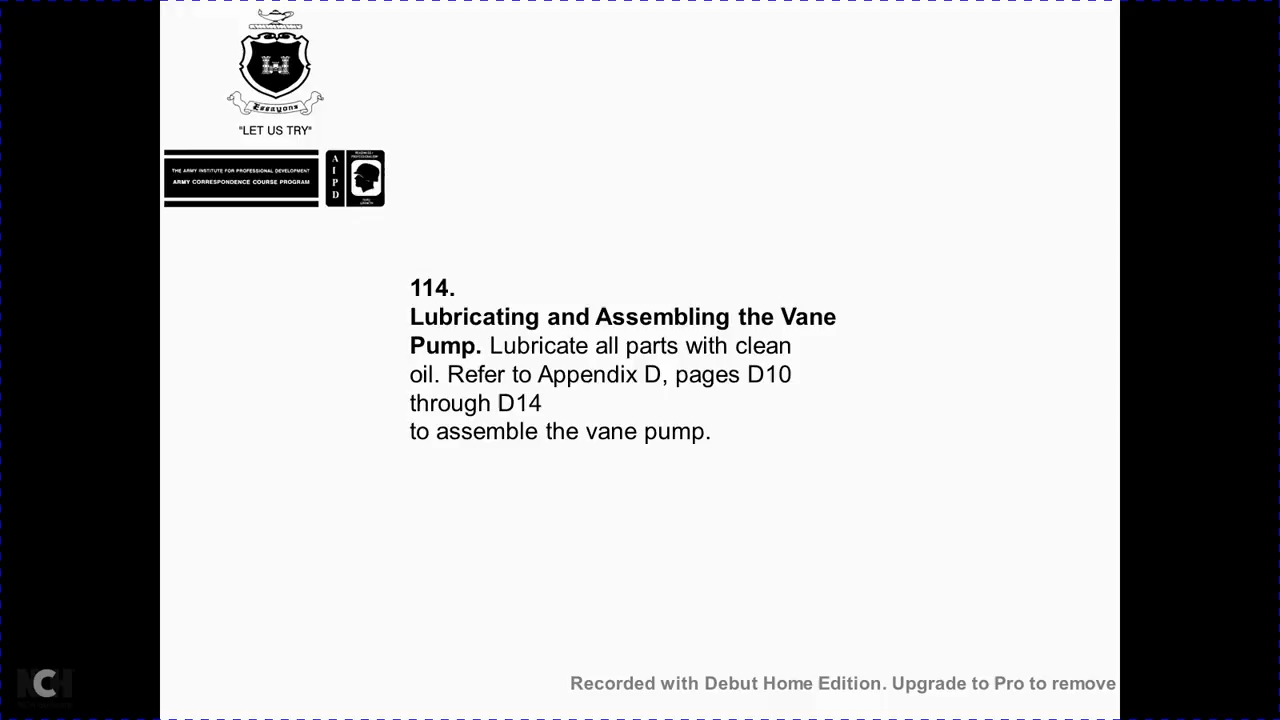 Essayons
"LET US TRY"
THE ARMY INSTITUTE FOR PROFESSIONAL DEVELOPMENT
ARMY CORRESPONDENCE COURSE PROGRAM
A
I
P
D
114.
Lubricating and Assembling the Vane
Pump. Lubricate all parts with clean
oil. Refer to Appendix D, pages D10
through D14
to assemble the vane pump.
Recorded with Debut Home Edition. Upgrade to Pro to remove
NCH